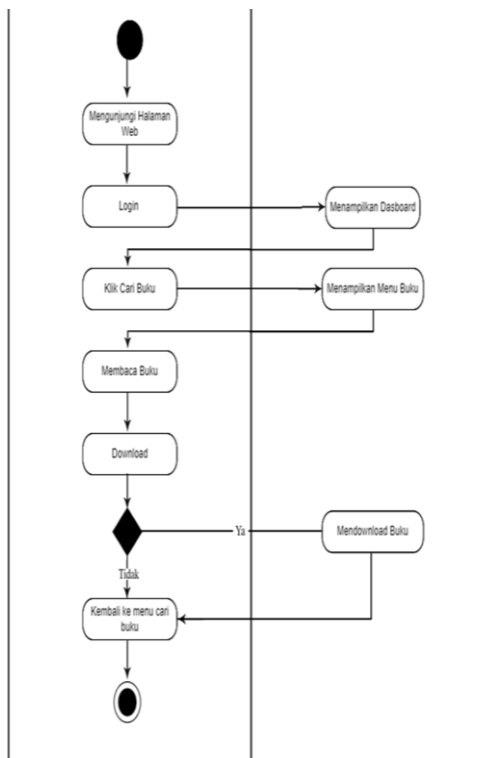 Mengunjungi Halaman
Web
Login
Menampilkan Dasboard
Klik Cari Buku
Menampilkan Menu Buku
Membaca Buku
Download
Ya
Mendownload Buku
Tidak
Kembali ke menu cari
buku